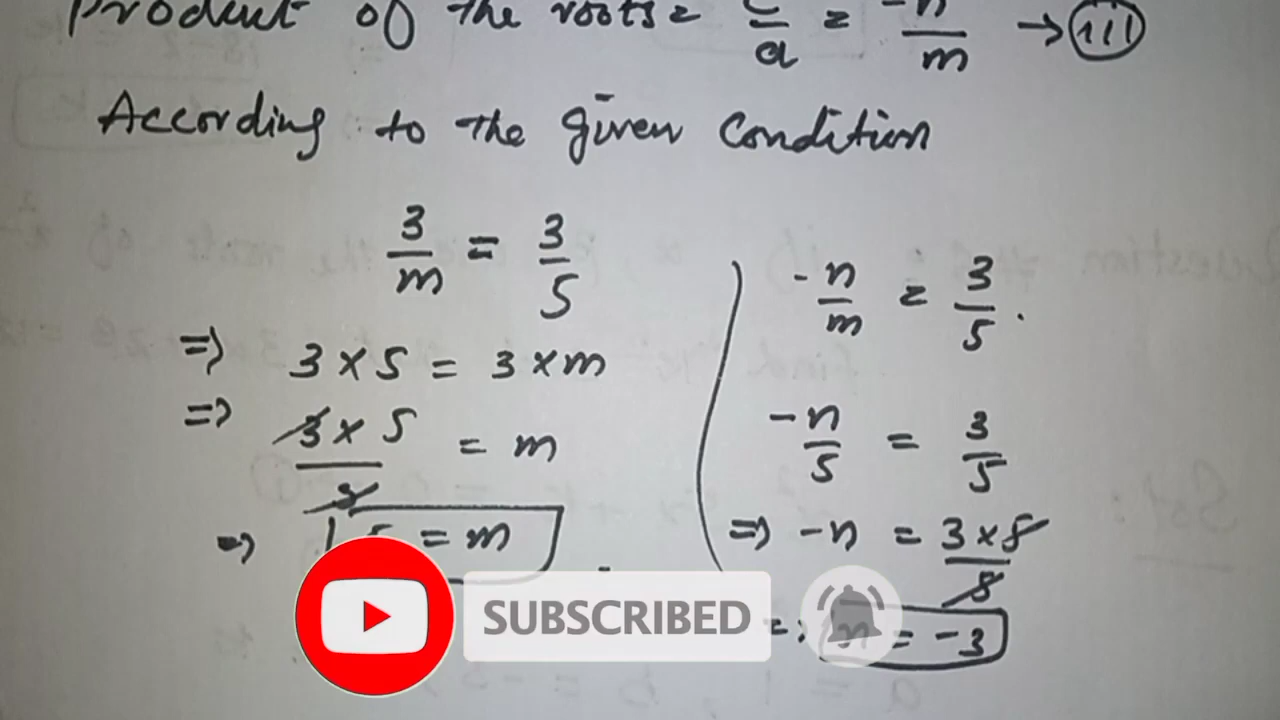 Product of the roots = c/a = -n/m → (iii)
According to the given condition
3/m = 3/5
⇒ 3 × 5 = 3 × m
⇒ 3 × 5 / 3 = m
⇒ 5 = m
-n/m = 3/5.
-n/5 = 3/5
⇒ -n = 3 × 5 / 5
n = -3
SUBSCRIBED